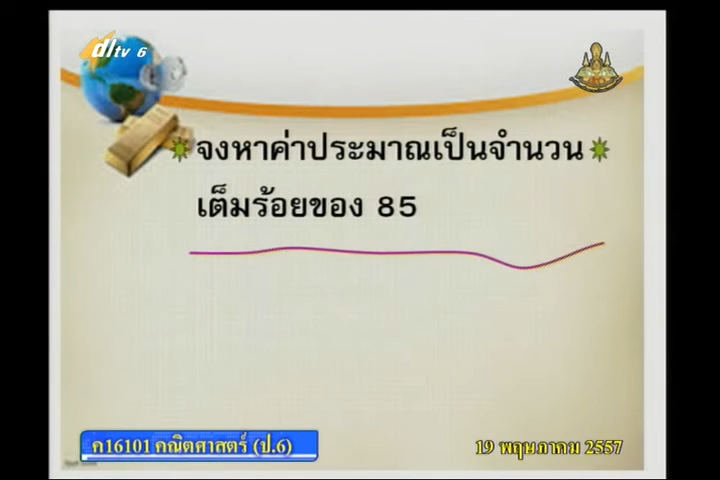 dltv 6
จงหาค่าประมาณเป็นจำนวน
เต็มร้อยของ 85
ค16101 คณิตศาสตร์ (ป.6)
19 พฤษภาคม 2557